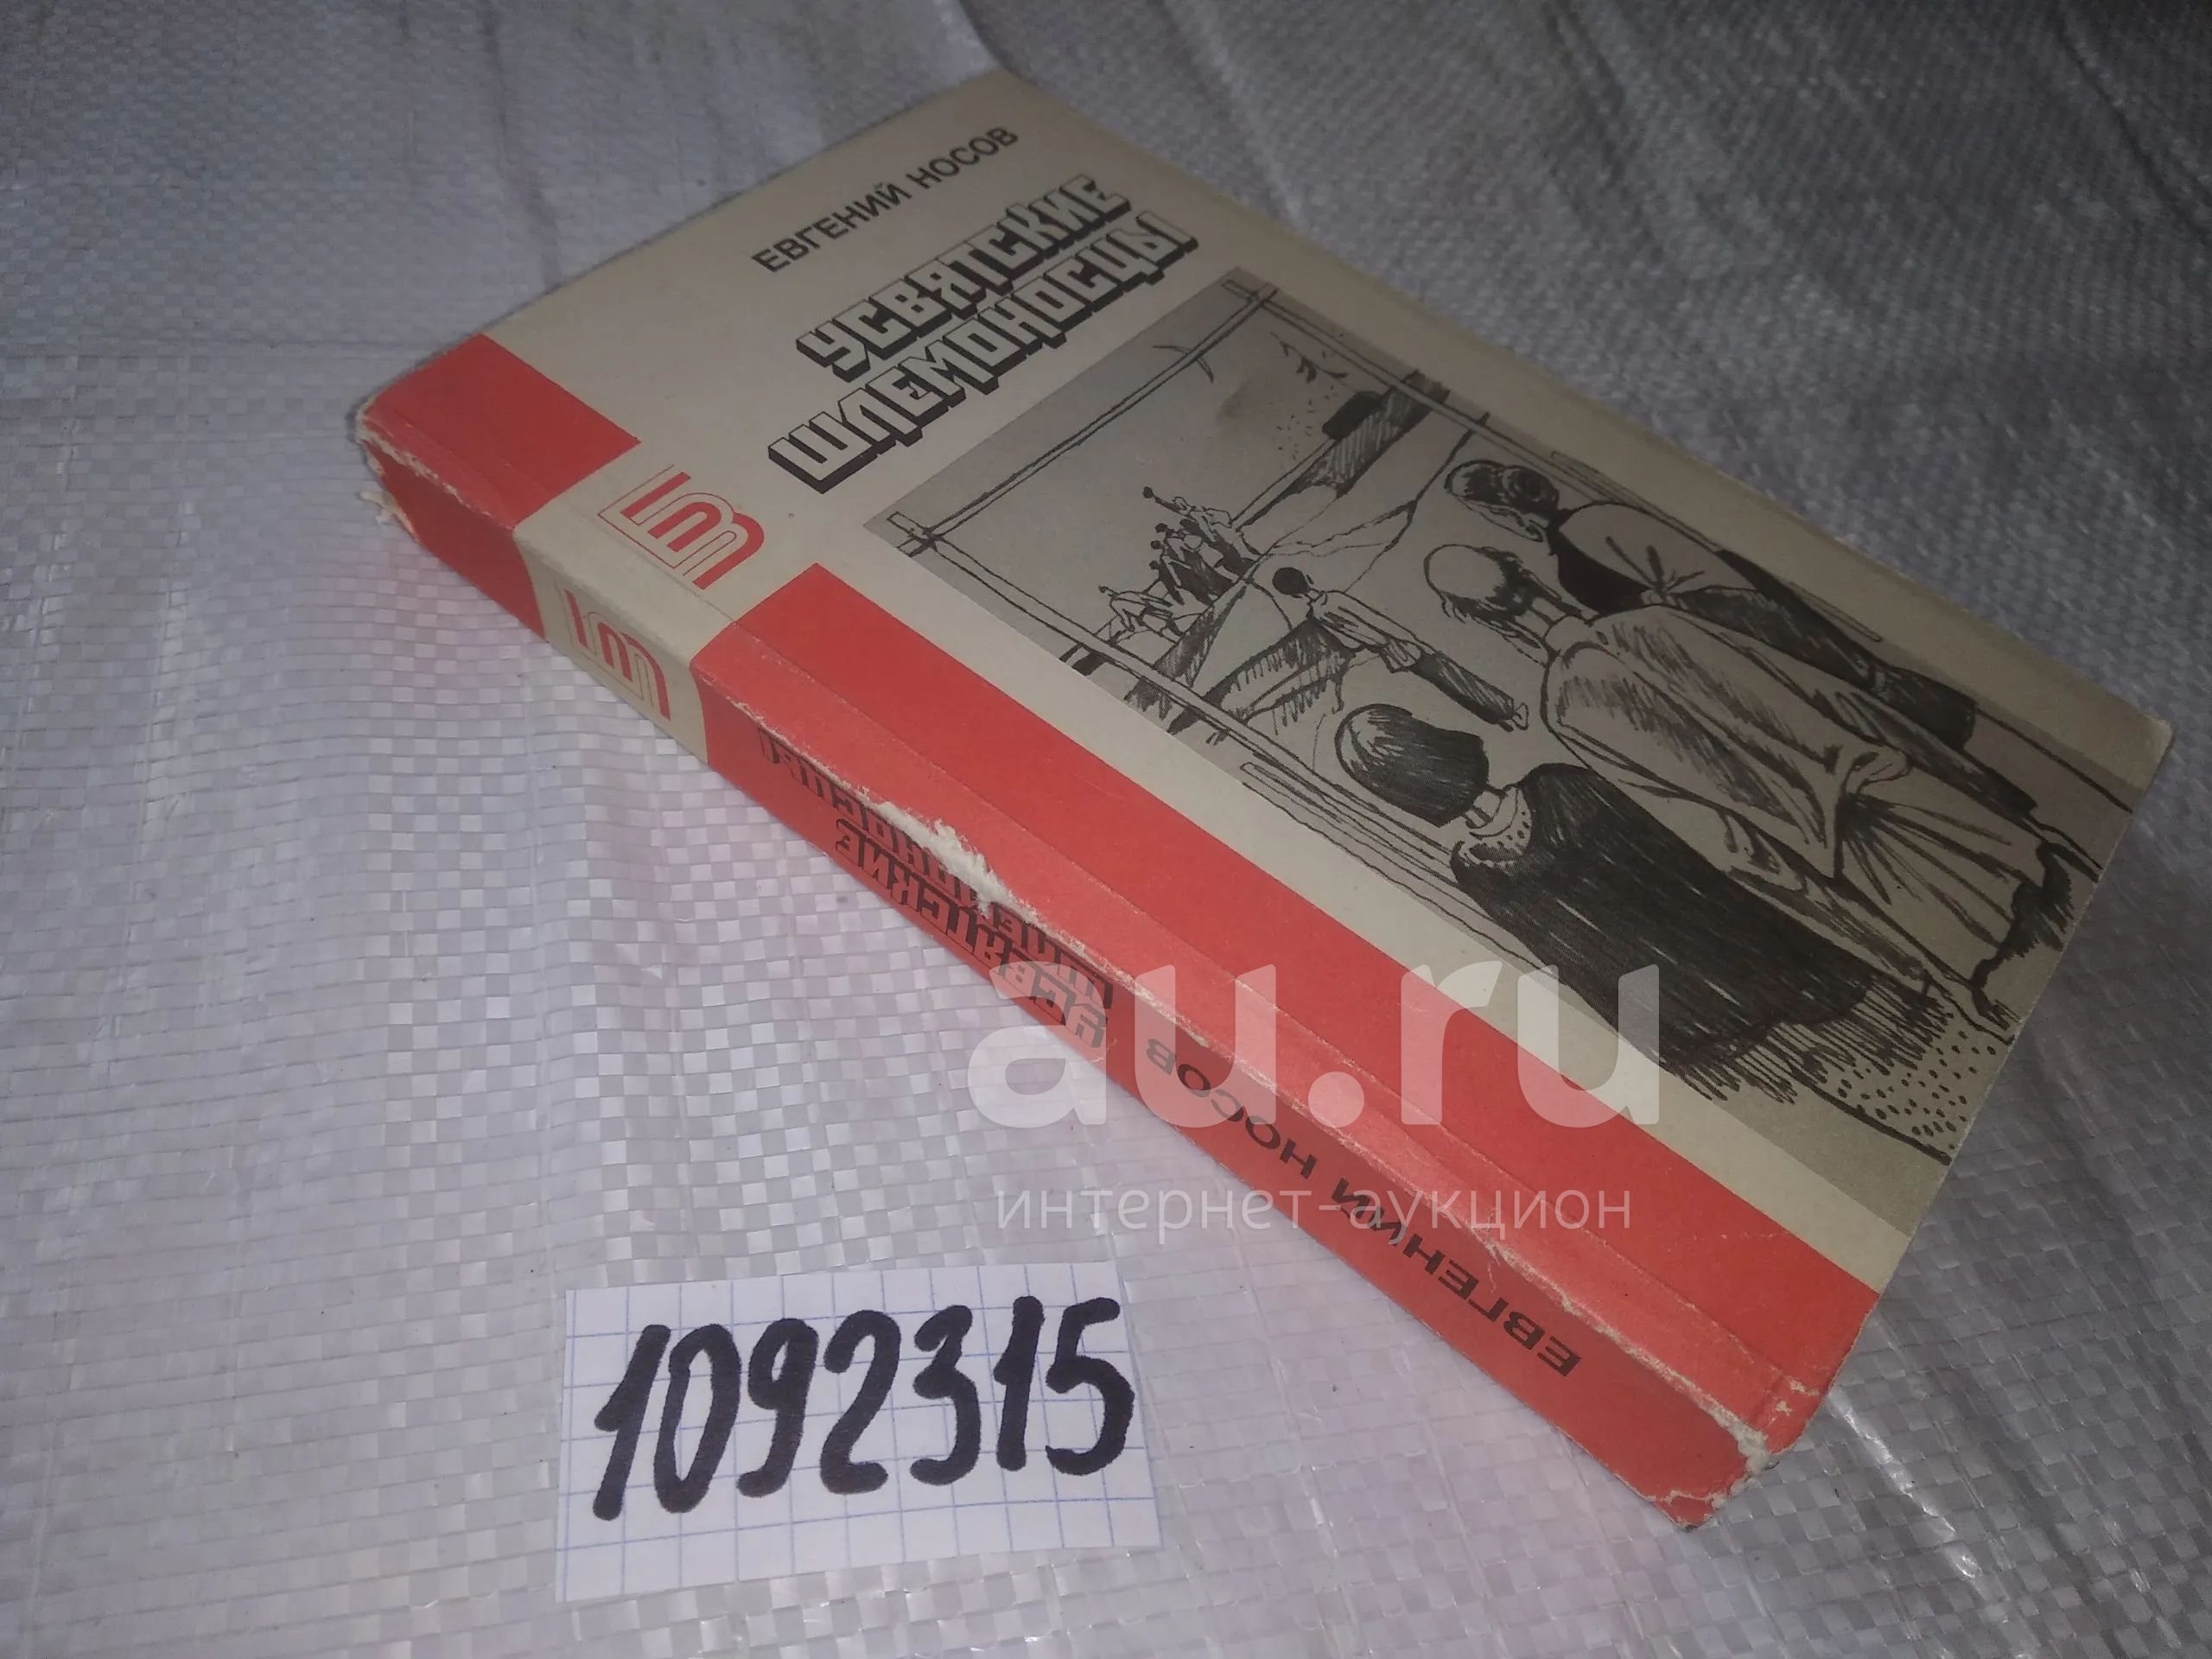 ЕВГЕНИЙ НОСОВ
УСВЯТСКИЕ
ШЛЕМОНОСЦЫ
ЕВГЕНИЙ НОСОВ
УСВЯТСКИЕ
ШЛЕМОНОСЦЫ
au.ru
интернет-аукцион
1092315